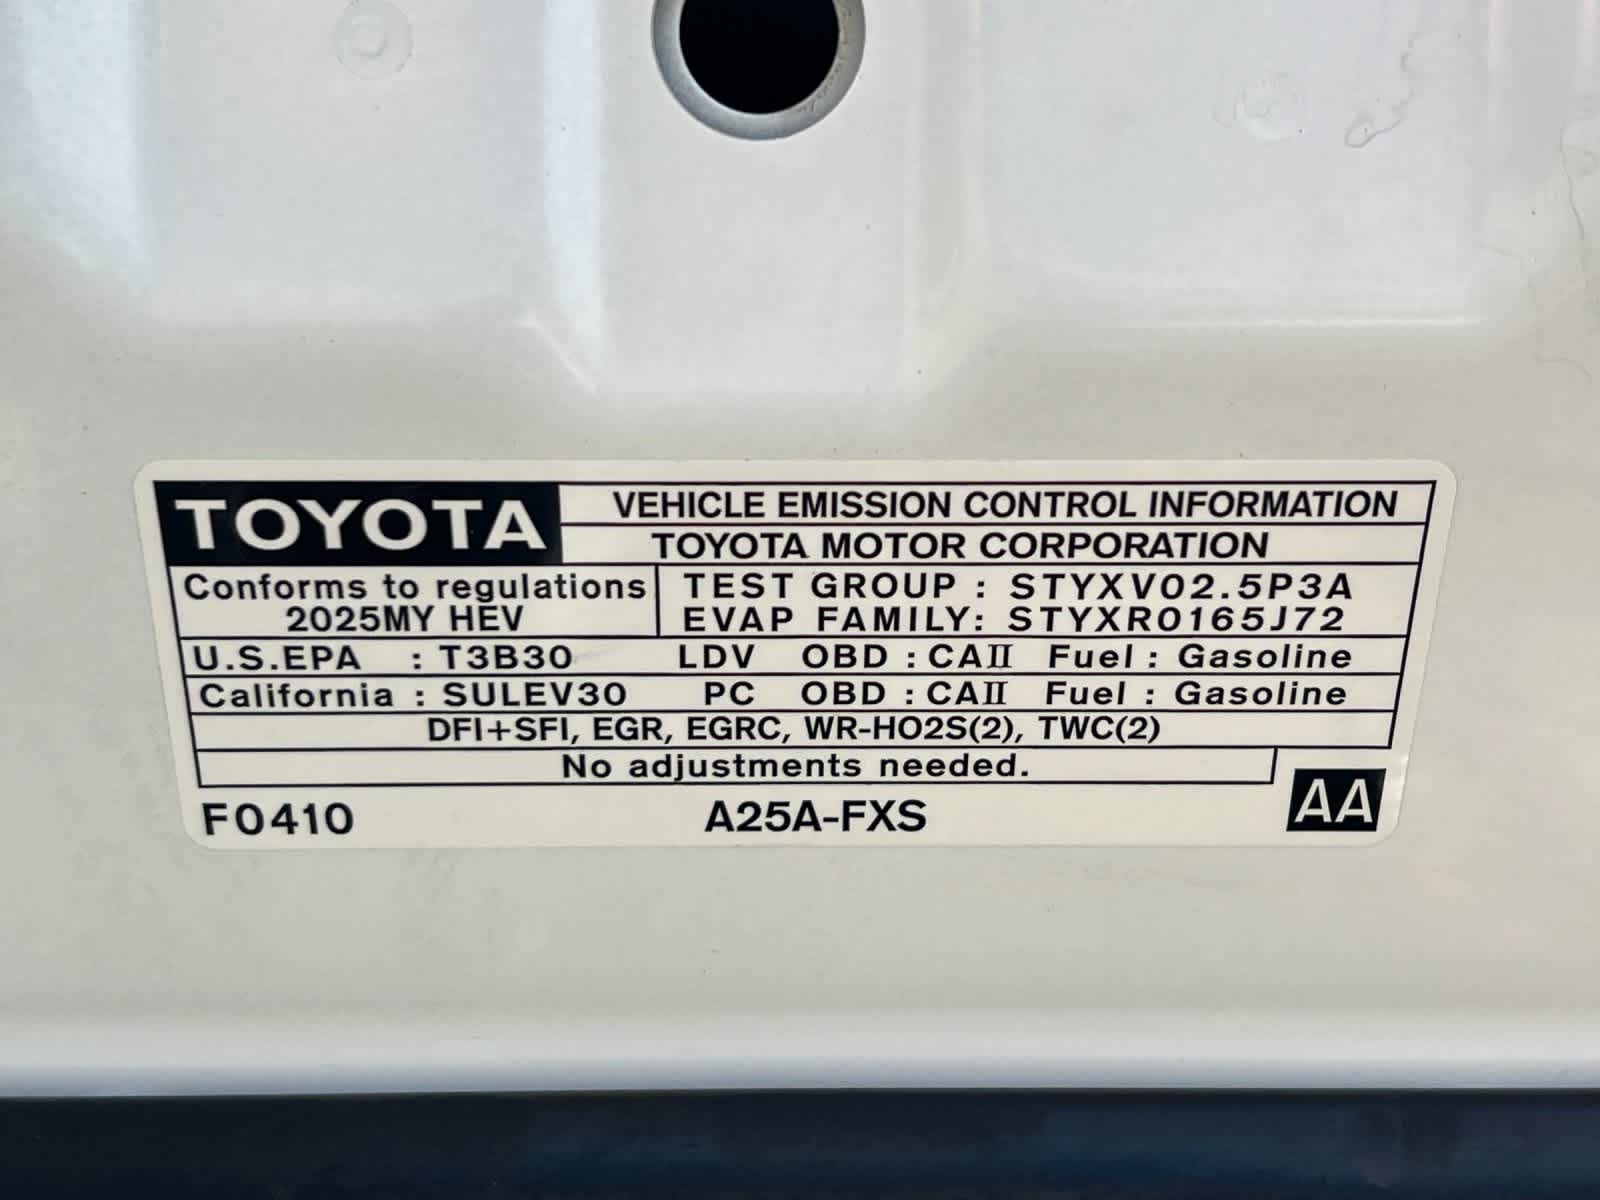 TOYOTA
VEHICLE EMISSION CONTROL INFORMATION
TOYOTA MOTOR CORPORATION
Conforms to regulations
2025MY HEV
TEST GROUP : STYXV02.5P3A
EVAP FAMILY: STYXR0165J72
U.S.EPA : T3B30 LDV OBD : CAII Fuel : Gasoline
California : SULEV30 PC OBD : CAII Fuel : Gasoline
DFI+SFI, EGR, EGRC, WR-HO2S(2), TWC(2)
No adjustments needed.
F0410 A25A-FXS AA